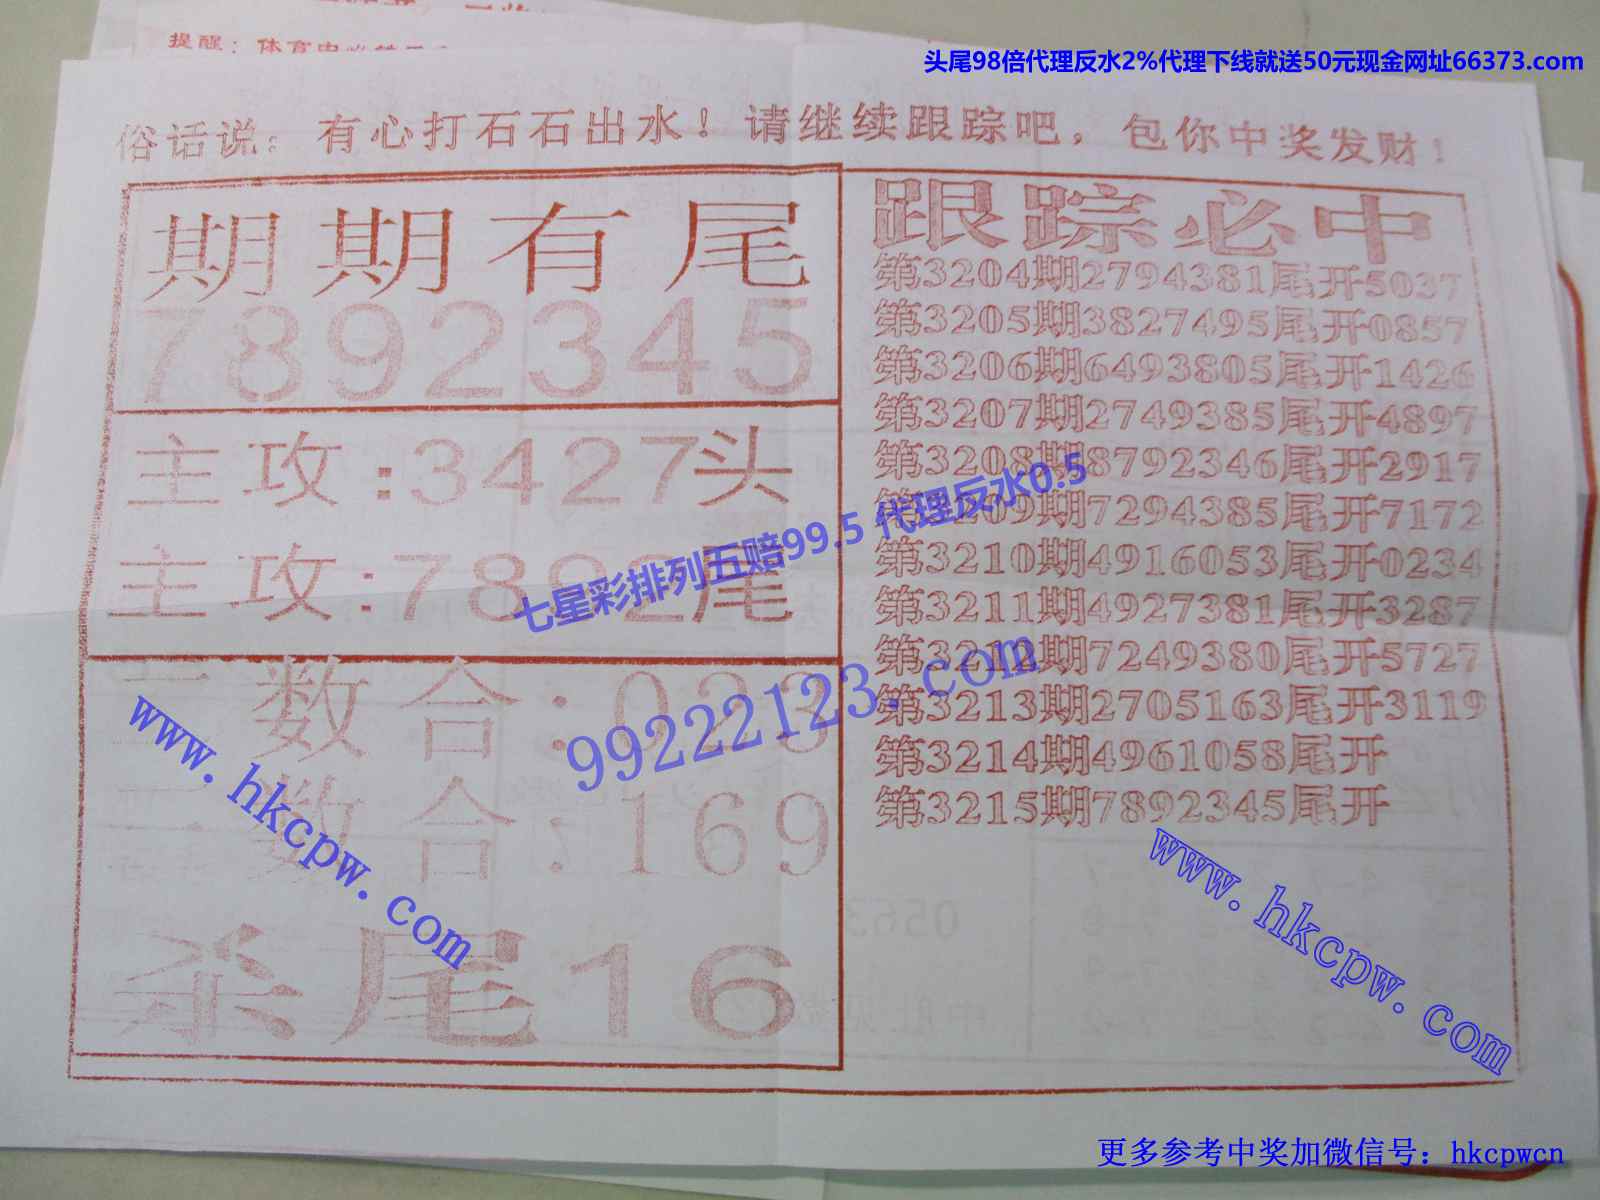 头尾98倍代理反水2%代理下线就送50元现金网址66373.com
俗话说：有心打石石出水！请继续跟踪吧，包你中奖发财！
期期有尾
7892345
主攻:3427头
主攻:7892尾
二数合:023
二数合:169
杀尾16
跟踪必中
第3204期2794381尾开5037
第3205期3827495尾开0857
第3206期6493805尾开1426
第3207期2749385尾开4897
第3208期8792346尾开2917
第3209期7294385尾开7172
第3210期4916053尾开0234
第3211期4927381尾开3287
第3212期7249380尾开5727
第3213期2705163尾开3119
第3214期4961058尾开
第3215期7892345尾开
七星彩排列五赔99.5 代理反水0.5
99222123.com
www.hkcpw.com
www.hkcpw.com
更多参考中奖加微信号：hkcpwcn